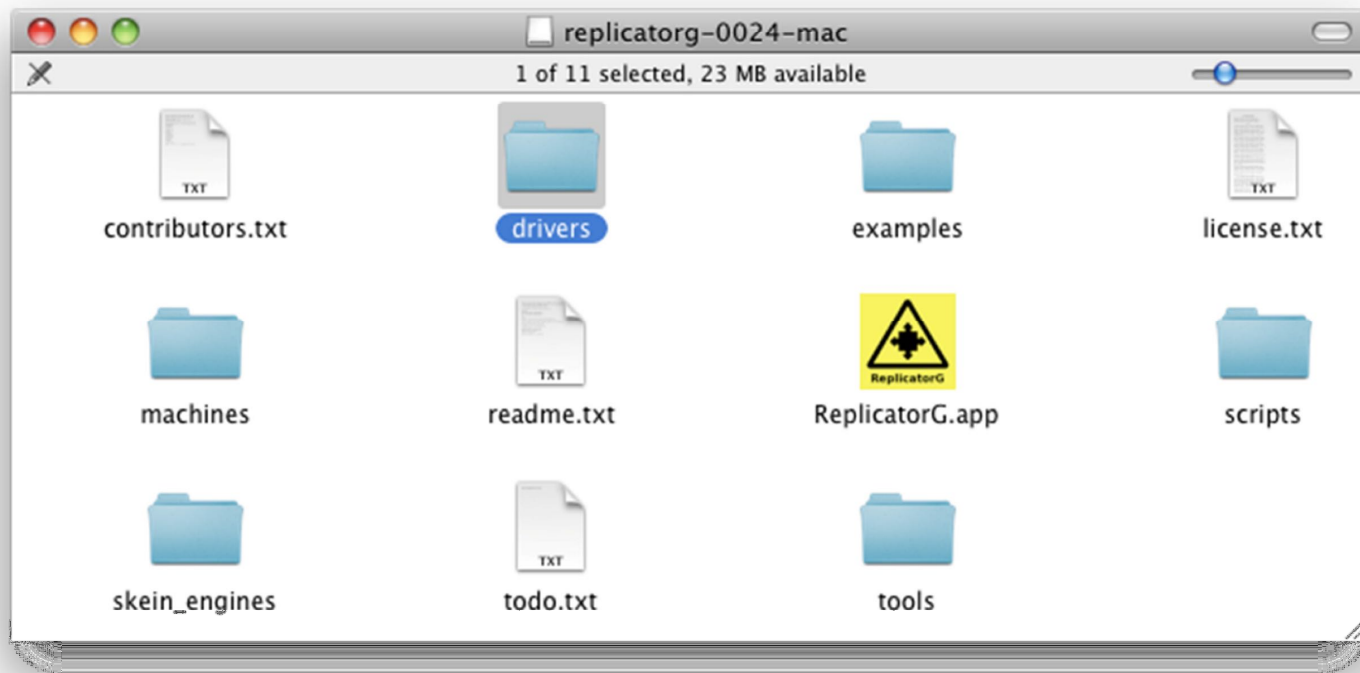 replicatorg-0024-mac
1 of 11 selected, 23 MB available
TXT
TXT
contributors.txt
drivers
examples
license.txt
TXT
ReplicatorG
machines
readme.txt
ReplicatorG.app
scripts
TXT
skein_engines
todo.txt
tools